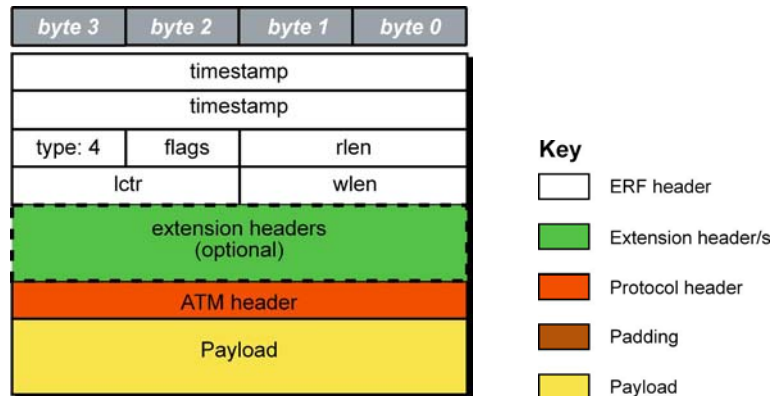 byte 3 byte 2 byte 1 byte 0
timestamp
timestamp
type: 4 flags rlen
lctr wlen
extension headers
(optional)
ATM header
Payload
Key
ERF header
Extension header/s
Protocol header
Padding
Payload